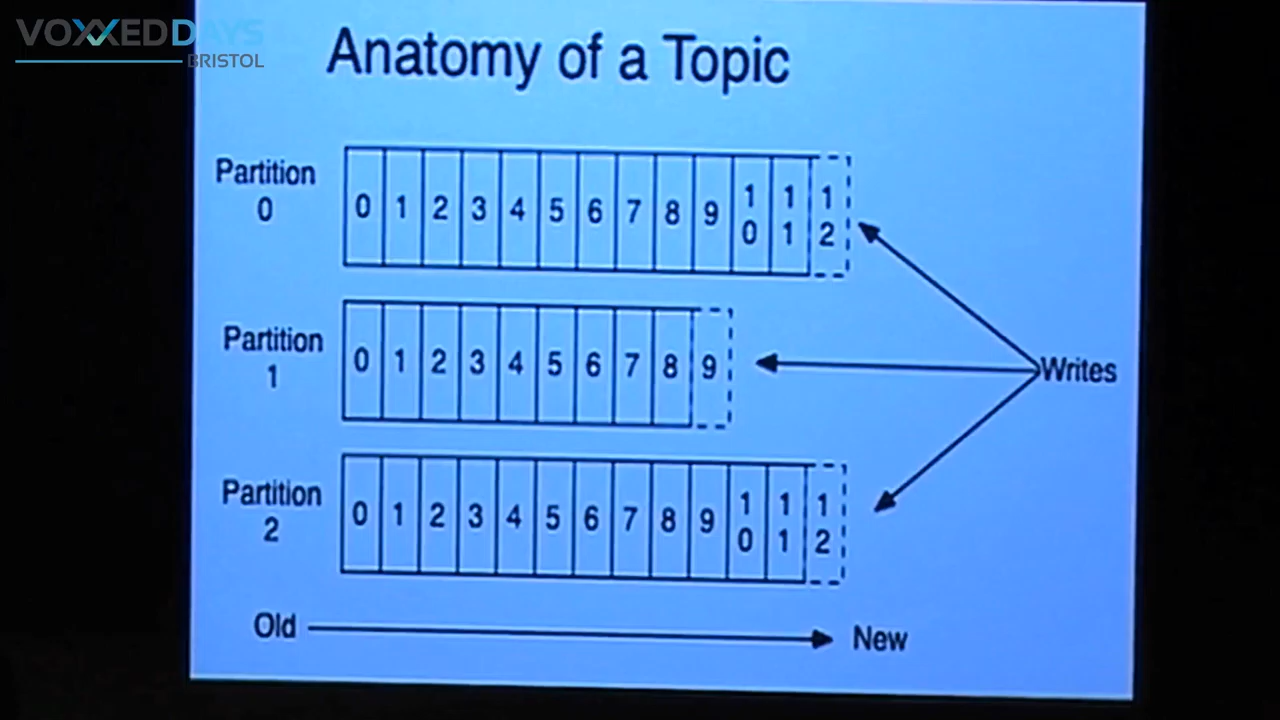 VOXXEDDAYS
BRISTOL
Anatomy of a Topic
Partition
0
0 1 2 3 4 5 6 7 8 9 10 11 12
Partition
1
0 1 2 3 4 5 6 7 8 9
Writes
Partition
2
0 1 2 3 4 5 6 7 8 9 10 11 12
Old
New